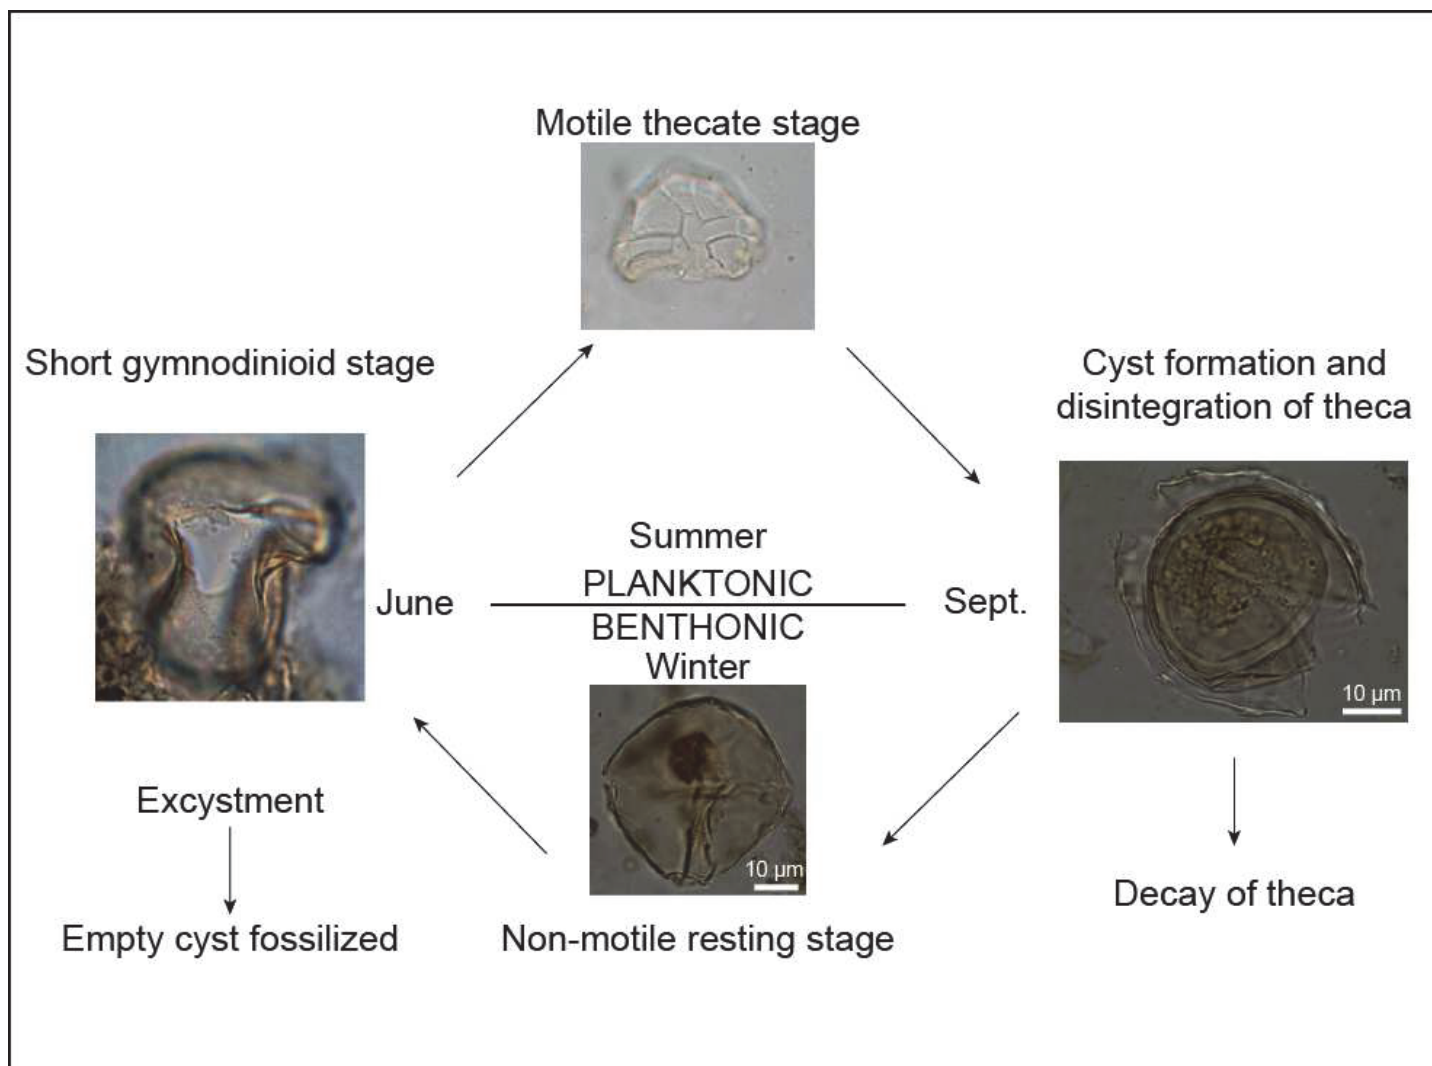 Motile thecate stage
Short gymnodinioid stage
Cyst formation and
disintegration of theca
Summer
PLANKTONIC
June
Sept.
BENTHONIC
Winter
10 µm
10 µm
Excystment
Decay of theca
Empty cyst fossilized
Non-motile resting stage